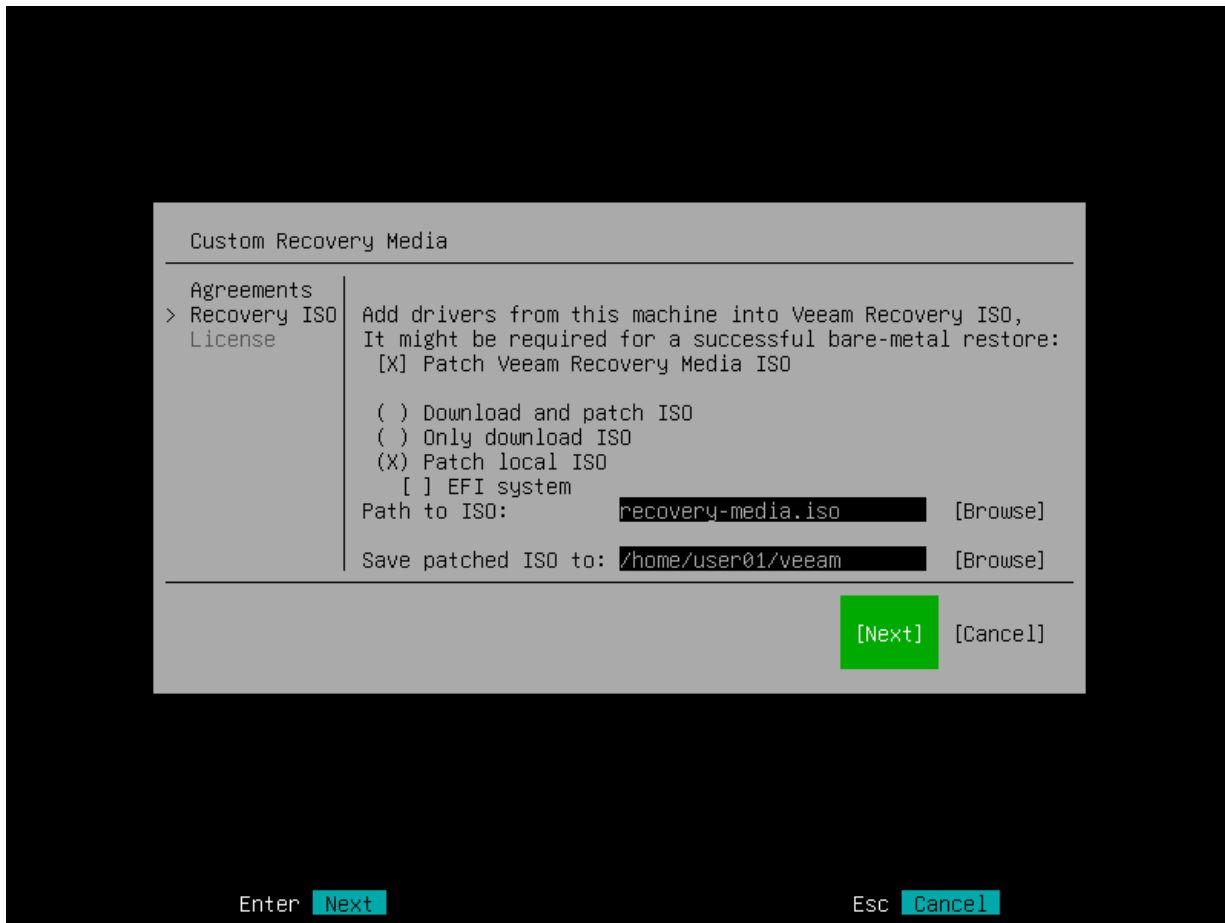 Custom Recovery Media
Agreements
> Recovery ISO
License
Add drivers from this machine into Veeam Recovery ISO,
It might be required for a successful bare-metal restore:
[X] Patch Veeam Recovery Media ISO
( ) Download and patch ISO
( ) Only download ISO
(X) Patch local ISO
[ ] EFI system
Path to ISO: recovery-media.iso [Browse]
Save patched ISO to: /home/user01/veeam [Browse]
[Next] [Cancel]
Enter Next Esc Cancel